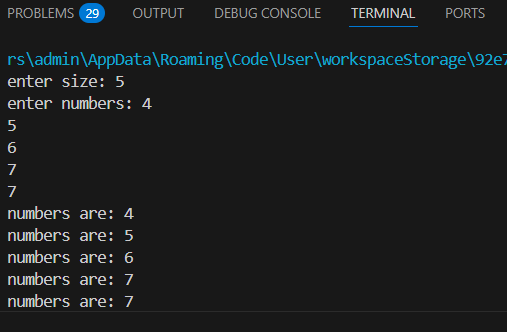 PROBLEMS 29 OUTPUT DEBUG CONSOLE TERMINAL PORTS
rs\admin\AppData\Roaming\Code\User\workspaceStorage\92e7
enter size: 5
enter numbers: 4
5
6
7
7
numbers are: 4
numbers are: 5
numbers are: 6
numbers are: 7
numbers are: 7